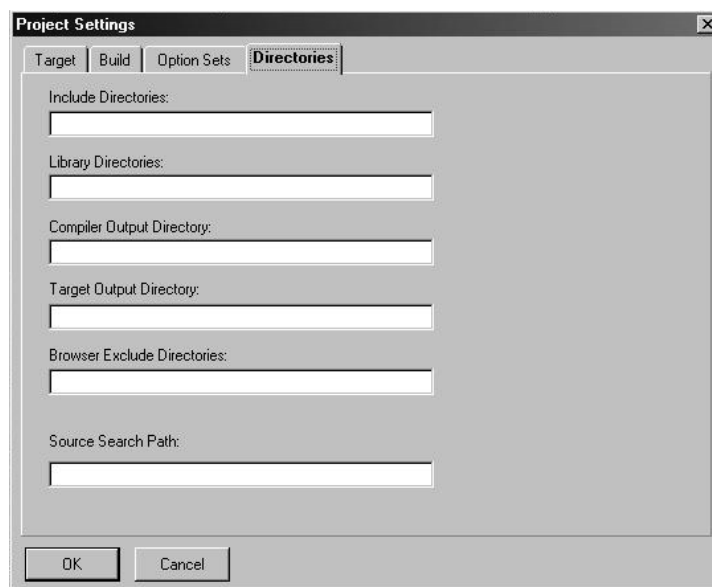 Project Settings
Target Build Option Sets Directories
Include Directories:
Library Directories:
Compiler Output Directory:
Target Output Directory:
Browser Exclude Directories:
Source Search Path:
OK Cancel